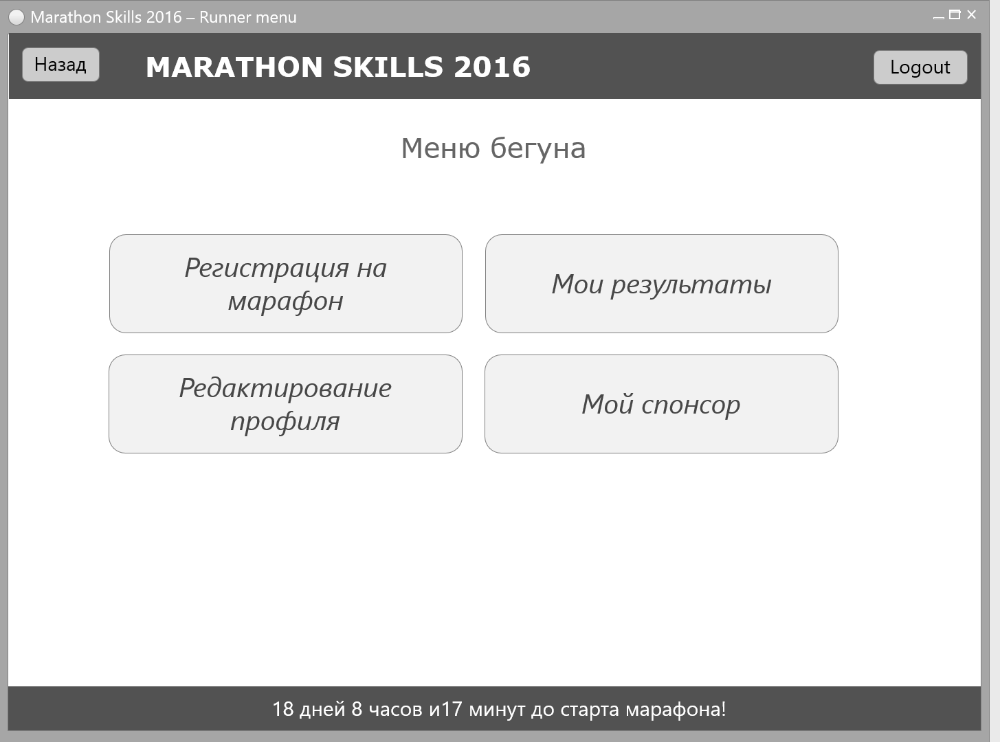 Marathon Skills 2016 – Runner menu
Назад
MARATHON SKILLS 2016
Logout
Меню бегуна
Регистрация на
марафон
Мои результаты
Редактирование
профиля
Мой спонсор
18 дней 8 часов и17 минут до старта марафона!